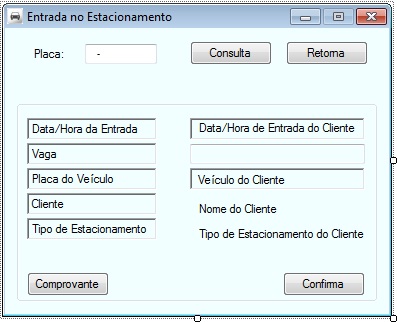 Entrada no Estacionamento
Placa: - Consulta Retorna
Data/Hora da Entrada Data/Hora de Entrada do Cliente
Vaga
Placa do Veículo Veículo do Cliente
Cliente Nome do Cliente
Tipo de Estacionamento Tipo de Estacionamento do Cliente
Comprovante Confirma